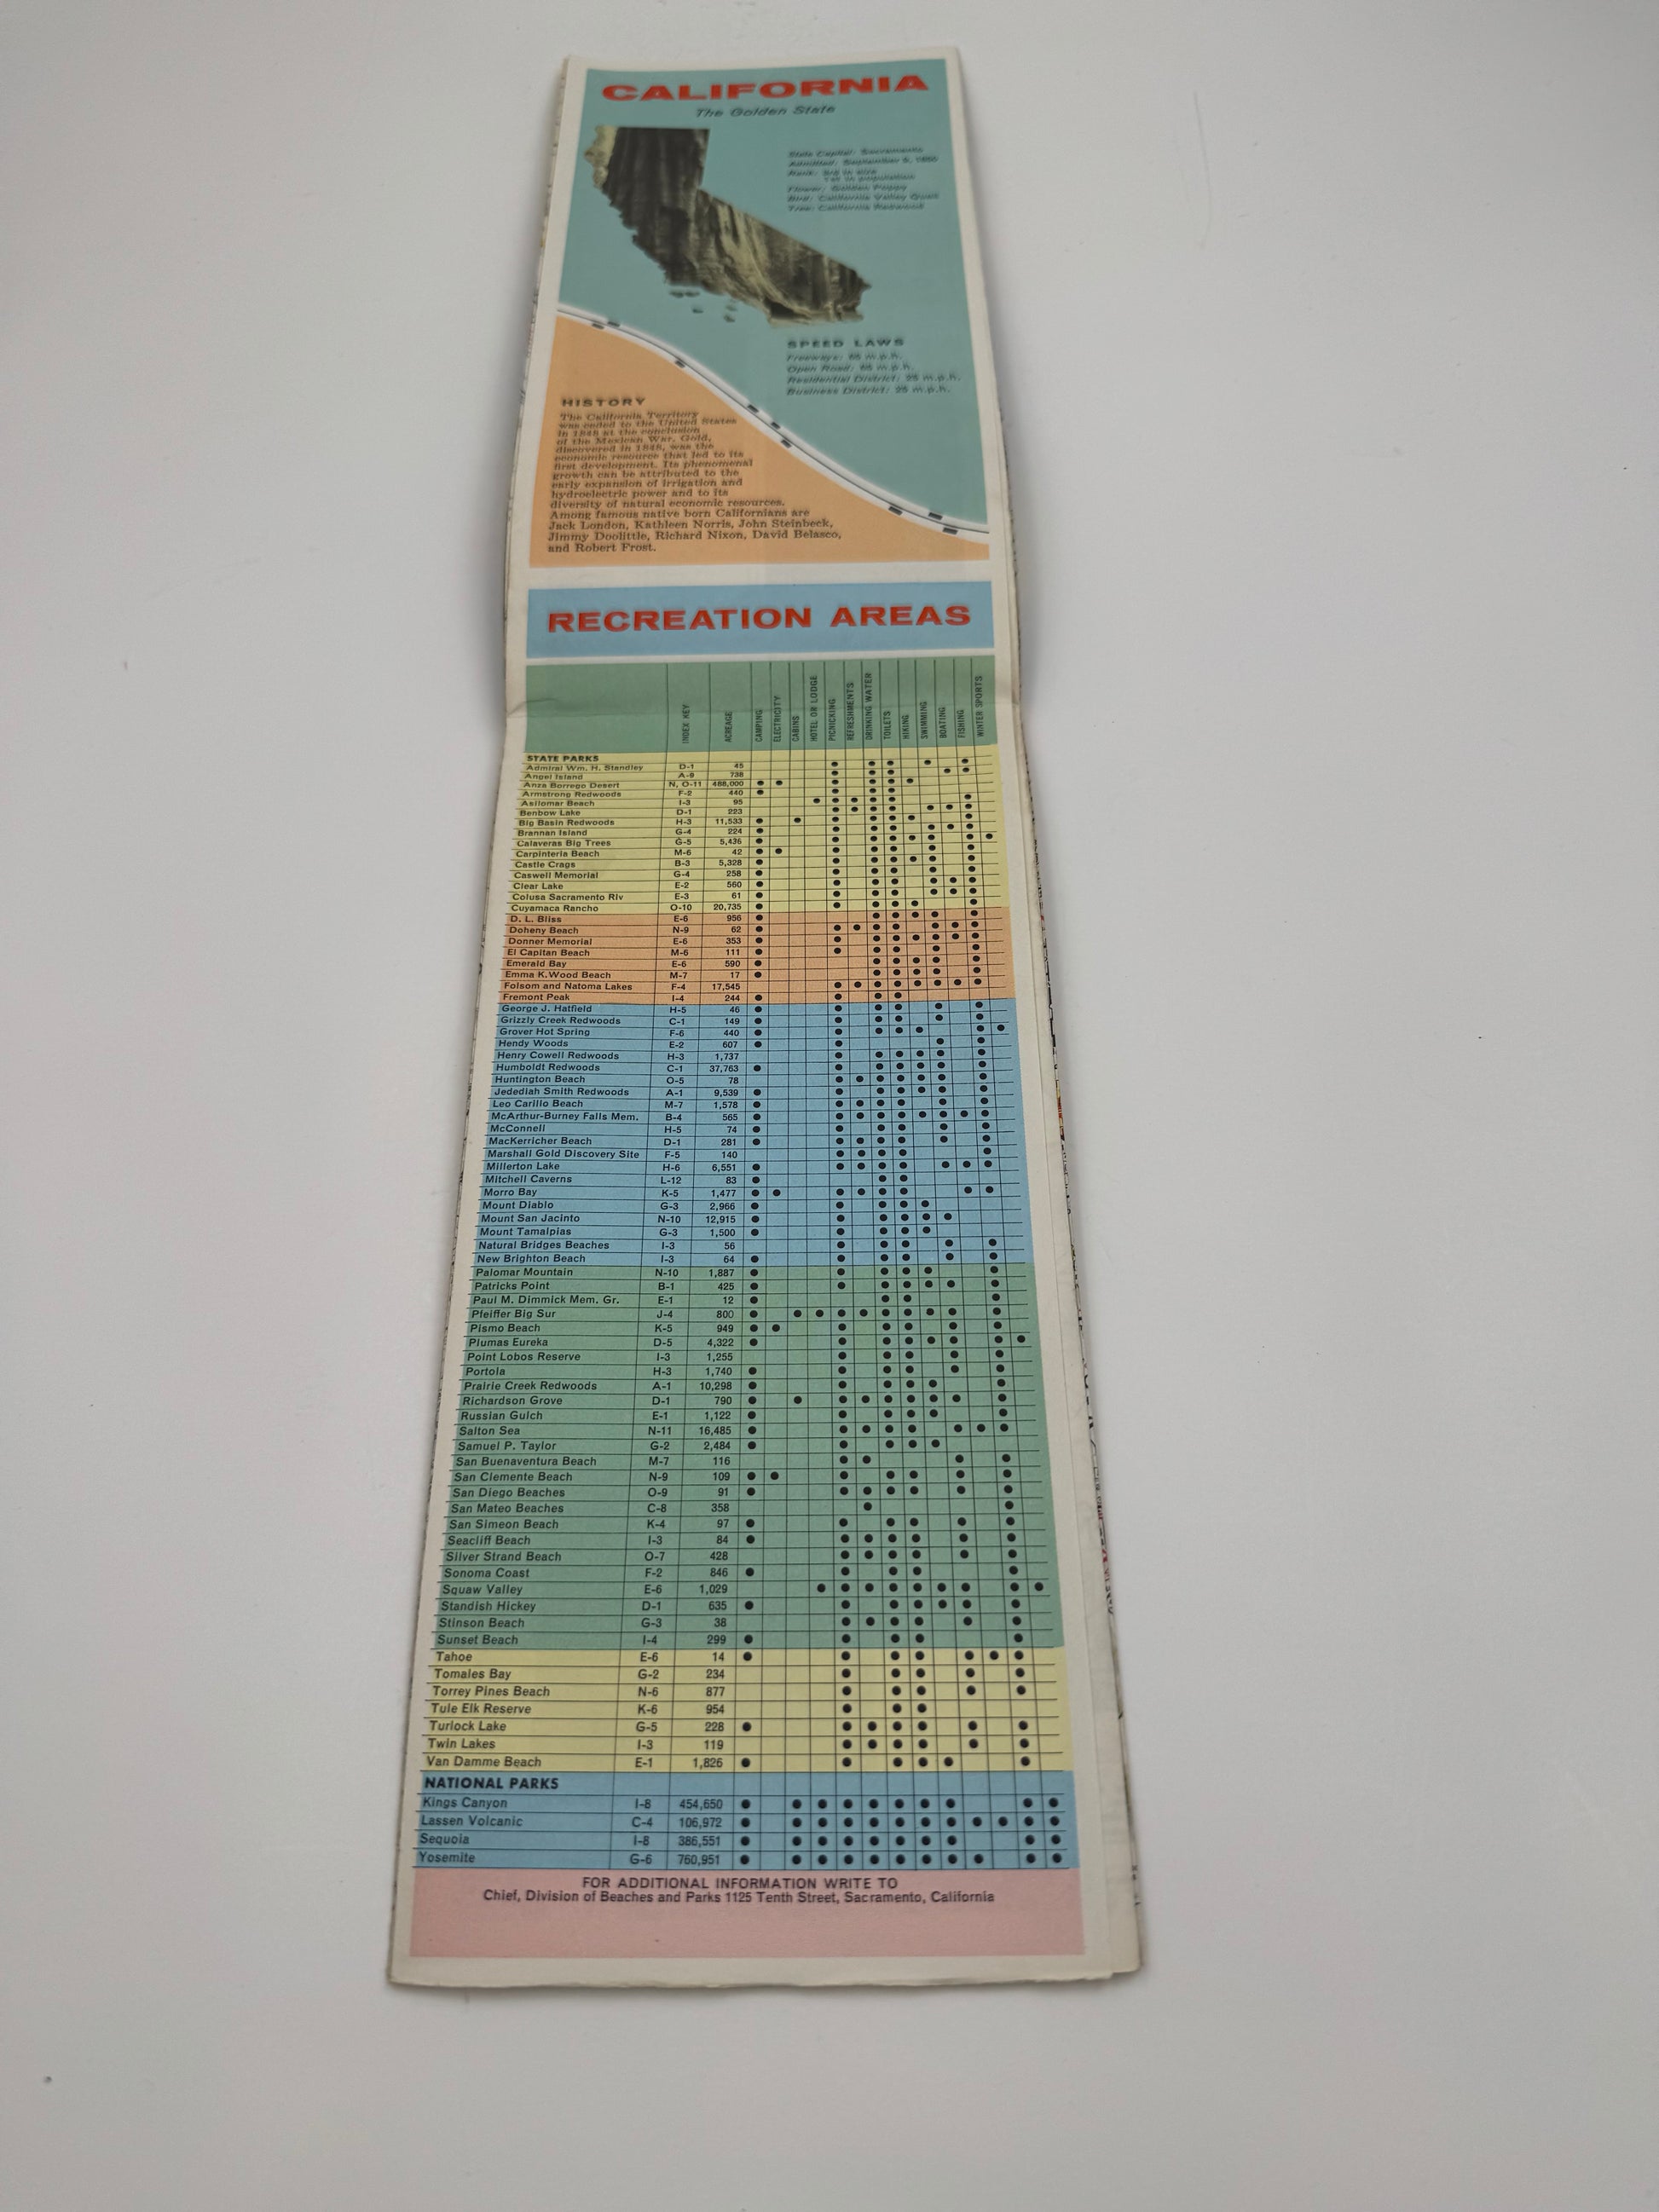 CALIFORNIA
The Golden State
State Capital: Sacramento
Admitted: September 9, 1850
Rank: 3rd in size
1st in population
Flower: Golden Poppy
Bird: California Valley Quail
Tree: California Redwood
SPEED LAWS
Freeways: 65 m.p.h.
Open Road: 65 m.p.h.
Residential District: 25 m.p.h.
Business District: 25 m.p.h.
HISTORY
The California Territory
was ceded to the United States
in 1848 at the conclusion
of the Mexican War. Gold,
discovered in 1848, was the
economic resource that led to its
first development. Its phenomenal
growth can be attributed to the
early expansion of irrigation and
hydroelectric power and to its
diversity of natural economic resources.
Among famous native born Californians are
Jack London, Kathleen Norris, John Steinbeck,
Jimmy Doolittle, Richard Nixon, David Belasco,
and Robert Frost.
RECREATION AREAS
INDEX KEY ACREAGE CAMPING ELECTRICITY CABINS HOTEL OR LODGE PICNICKING REFRESHMENTS DRINKING WATER TOILETS HIKING SWIMMING BOATING FISHING WINTER SPORTS
STATE PARKS
Admiral Wm. H. Standley D-1 45
Angel Island A-9 738
Anza Borrego Desert N, O-11 488,000
Armstrong Redwoods F-2 440
Asilomar Beach I-3 95
Benbow Lake D-1 223
Big Basin Redwoods H-3 11,533
Brannan Island G-4 224
Calaveras Big Trees G-5 5,436
Carpinteria Beach M-6 42
Castle Crags B-3 5,328
Caswell Memorial G-4 258
Clear Lake E-2 560
Colusa Sacramento Riv E-3 61
Cuyamaca Rancho O-10 20,735
D. L. Bliss E-6 956
Doheny Beach N-9 62
Donner Memorial E-6 353
El Capitan Beach M-6 111
Emerald Bay E-6 590
Emma K.Wood Beach M-7 17
Folsom and Natoma Lakes F-4 17,545
Fremont Peak I-4 244
George J. Hatfield H-5 46
Grizzly Creek Redwoods C-1 149
Grover Hot Spring F-6 440
Hendy Woods E-2 607
Henry Cowell Redwoods H-3 1,737
Humboldt Redwoods C-1 37,763
Huntington Beach O-5 78
Jedediah Smith Redwoods A-1 9,539
Leo Carillo Beach M-7 1,578
McArthur-Burney Falls Mem. B-4 565
McConnell H-5 74
MacKerricher Beach D-1 281
Marshall Gold Discovery Site F-5 140
Millerton Lake H-6 6,551
Mitchell Caverns L-12 83
Morro Bay K-5 1,477
Mount Diablo G-3 2,966
Mount San Jacinto N-10 12,915
Mount Tamalpias G-3 1,500
Natural Bridges Beaches I-3 56
New Brighton Beach I-3 64
Palomar Mountain N-10 1,887
Patricks Point B-1 425
Paul M. Dimmick Mem. Gr. E-1 12
Pfeiffer Big Sur J-4 800
Pismo Beach K-5 949
Plumas Eureka D-5 4,322
Point Lobos Reserve I-3 1,255
Portola H-3 1,740
Prairie Creek Redwoods A-1 10,298
Richardson Grove D-1 790
Russian Gulch E-1 1,122
Salton Sea N-11 16,485
Samuel P. Taylor G-2 2,484
San Buenaventura Beach M-7 116
San Clemente Beach N-9 109
San Diego Beaches O-9 91
San Mateo Beaches C-8 358
San Simeon Beach K-4 97
Seacliff Beach I-3 84
Silver Strand Beach O-7 428
Sonoma Coast F-2 846
Squaw Valley E-6 1,029
Standish Hickey D-1 635
Stinson Beach G-3 38
Sunset Beach I-4 299
Tahoe E-6 14
Tomales Bay G-2 234
Torrey Pines Beach N-6 877
Tule Elk Reserve K-6 954
Turlock Lake G-5 228
Twin Lakes I-3 119
Van Damme Beach E-1 1,826
NATIONAL PARKS
Kings Canyon I-8 454,650
Lassen Volcanic C-4 106,972
Sequoia I-8 386,551
Yosemite G-6 760,951
FOR ADDITIONAL INFORMATION WRITE TO
Chief, Division of Beaches and Parks 1125 Tenth Street, Sacramento, California